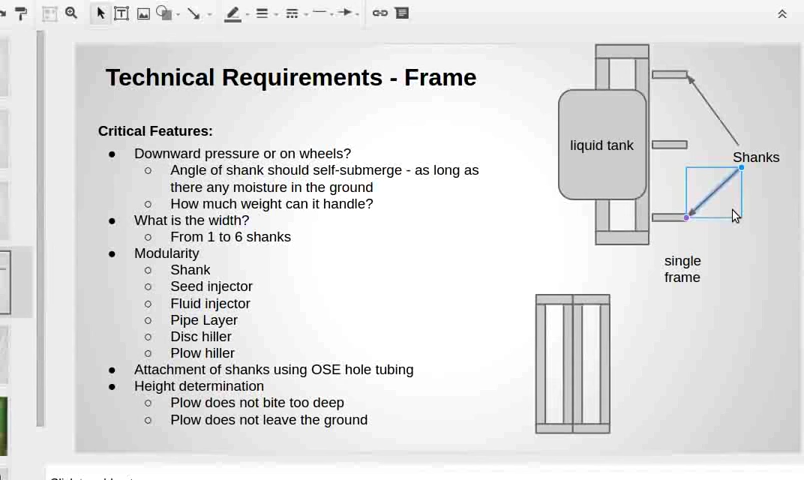 Technical Requirements - Frame
Critical Features:
● Downward pressure or on wheels?
○ Angle of shank should self-submerge - as long as
there any moisture in the ground
○ How much weight can it handle?
● What is the width?
○ From 1 to 6 shanks
● Modularity
○ Shank
○ Seed injector
○ Fluid injector
○ Pipe Layer
○ Disc hiller
○ Plow hiller
● Attachment of shanks using OSE hole tubing
● Height determination
○ Plow does not bite too deep
○ Plow does not leave the ground
liquid tank
Shanks
single
frame